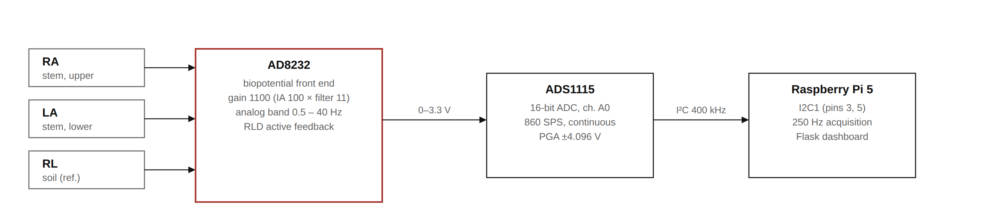 RA
stem, upper
LA
stem, lower
RL
soil (ref.)
AD8232
biopotential front end
gain 1100 (IA 100 × filter 11)
analog band 0.5 – 40 Hz
RLD active feedback
0–3.3 V
ADS1115
16-bit ADC, ch. A0
860 SPS, continuous
PGA ±4.096 V
I²C 400 kHz
Raspberry Pi 5
I2C1 (pins 3, 5)
250 Hz acquisition
Flask dashboard